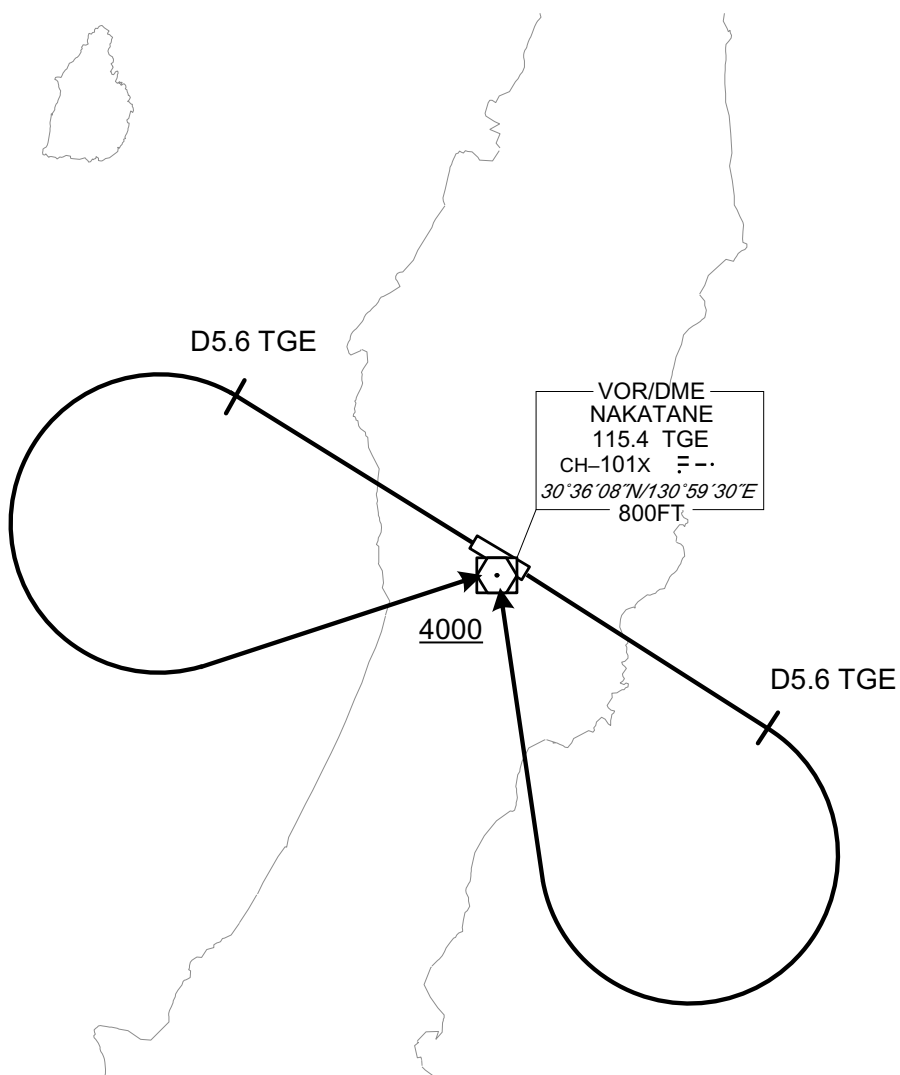 D5.6 TGE
VOR/DME
NAKATANE
115.4 TGE
CH–101X
30°36´08˝N/130°59´30˝E
800FT
4000
D5.6 TGE